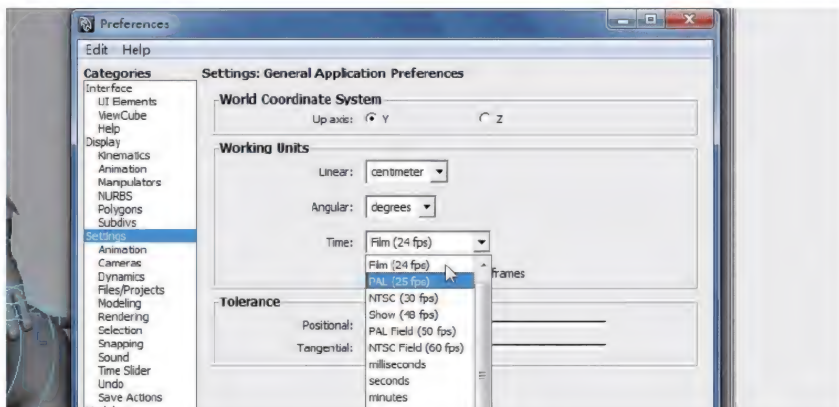 Preferences
Edit Help
Categories
Interface
UI Elements
ViewCube
Help
Display
Kinematics
Animation
Manipulators
NURBS
Polygons
Subdivs
Settings
Animation
Cameras
Dynamics
Files/Projects
Modeling
Rendering
Selection
Snapping
Sound
Time Slider
Undo
Save Actions
Settings: General Application Preferences
World Coordinate System
Up axis: Y Z
Working Units
Linear: centimeter
Angular: degrees
Time: Film (24 fps)
Film (24 fps)
PAL (25 fps)
NTSC (30 fps)
Show (48 fps)
PAL Field (50 fps)
NTSC Field (60 fps)
milliseconds
seconds
minutes
frames
Tolerance
Positional:
Tangential: